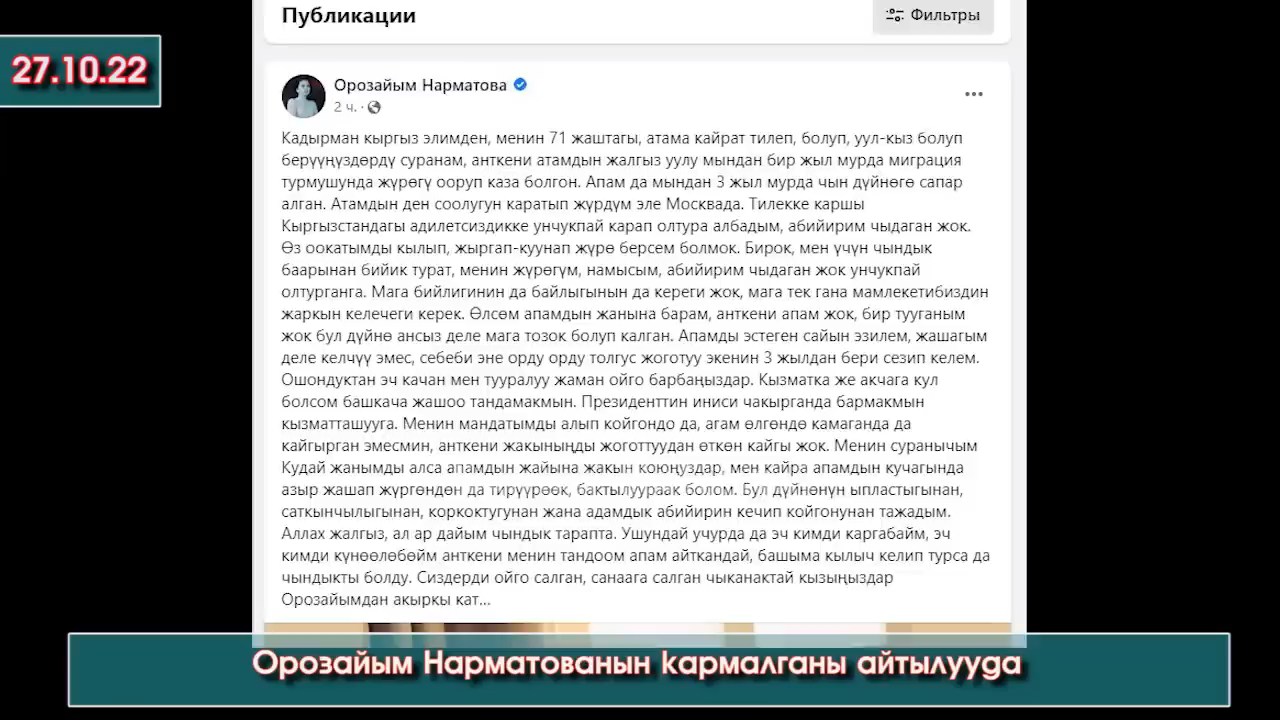 Публикации
Фильтры
27.10.22
Орозайым Нарматова
2 ч. ·
Кадырман кыргыз элимден, менин 71 жаштагы, атама кайрат тилеп, болуп, уул-кыз болуп
берүүңүздөрдү суранам, анткени атамдын жалгыз уулу мындан бир жыл мурда миграция
турмушунда жүрөгү ооруп каза болгон. Апам да мындан 3 жыл мурда чын дүйнөгө сапар
алган. Атамдын ден соолугун каратып жүрдүм эле Москвада. Тилекке каршы
Кыргызстандагы адилетсиздикке унчукпай карап олтура албадым, абийирим чыдаган жок.
Өз оокатымды кылып, жыргап-куунап жүрө берсем болмок. Бирок, мен үчүн чындык
баарынан бийик турат, менин жүрөгүм, намысым, абийирим чыдаган жок унчукпай
олтурганга. Мага бийлигинин да байлыгынын да кереги жок, мага тек гана мамлекетибиздин
жаркын келечеги керек. Өлсөм апамдын жанына барам, анткени апам жок, бир тууганым
жок бул дүйнө ансыз деле мага тозок болуп калган. Апамды эстеген сайын эзилем, жашагым
деле келчүү эмес, себеби эне орду орду толгус жоготуу экенин 3 жылдан бери сезип келем.
Ошондуктан эч качан мен тууралуу жаман ойго барбаңыздар. Кызматка же акчага кул
болсом башкача жашоо тандамакмын. Президенттин иниси чакырганда бармакмын
кызматташууга. Менин мандатымды алып койгондо да, агам өлгөндө камаганда да
кайгырган эмесмин, анткени жакыныңды жоготтуудан өткөн кайгы жок. Менин суранычым
Кудай жанымды алса апамдын жайына жакын коюңуздар, мен кайра апамдын кучагында
азыр жашап жүргөндөн да тирүүрөөк, бактылуураак болом. Бул дүйнөнүн ыпластыгынан,
саткынчылыгынан, коркоктугунан жана адамдык абийирин кечип койгонунан тажадым.
Аллах жалгыз, ал ар дайым чындык тарапта. Ушундай учурда да эч кимди каргабайм, эч
кимди күнөөлөбөйм анткени менин тандоом апам айткандай, башыма кылыч келип турса да
чындыкты болду. Сиздерди ойго салган, санаага салган чыканактай кызыңыздар
Орозайымдан акыркы кат...
Орозайым Нарматованын кармалганы айтылууда